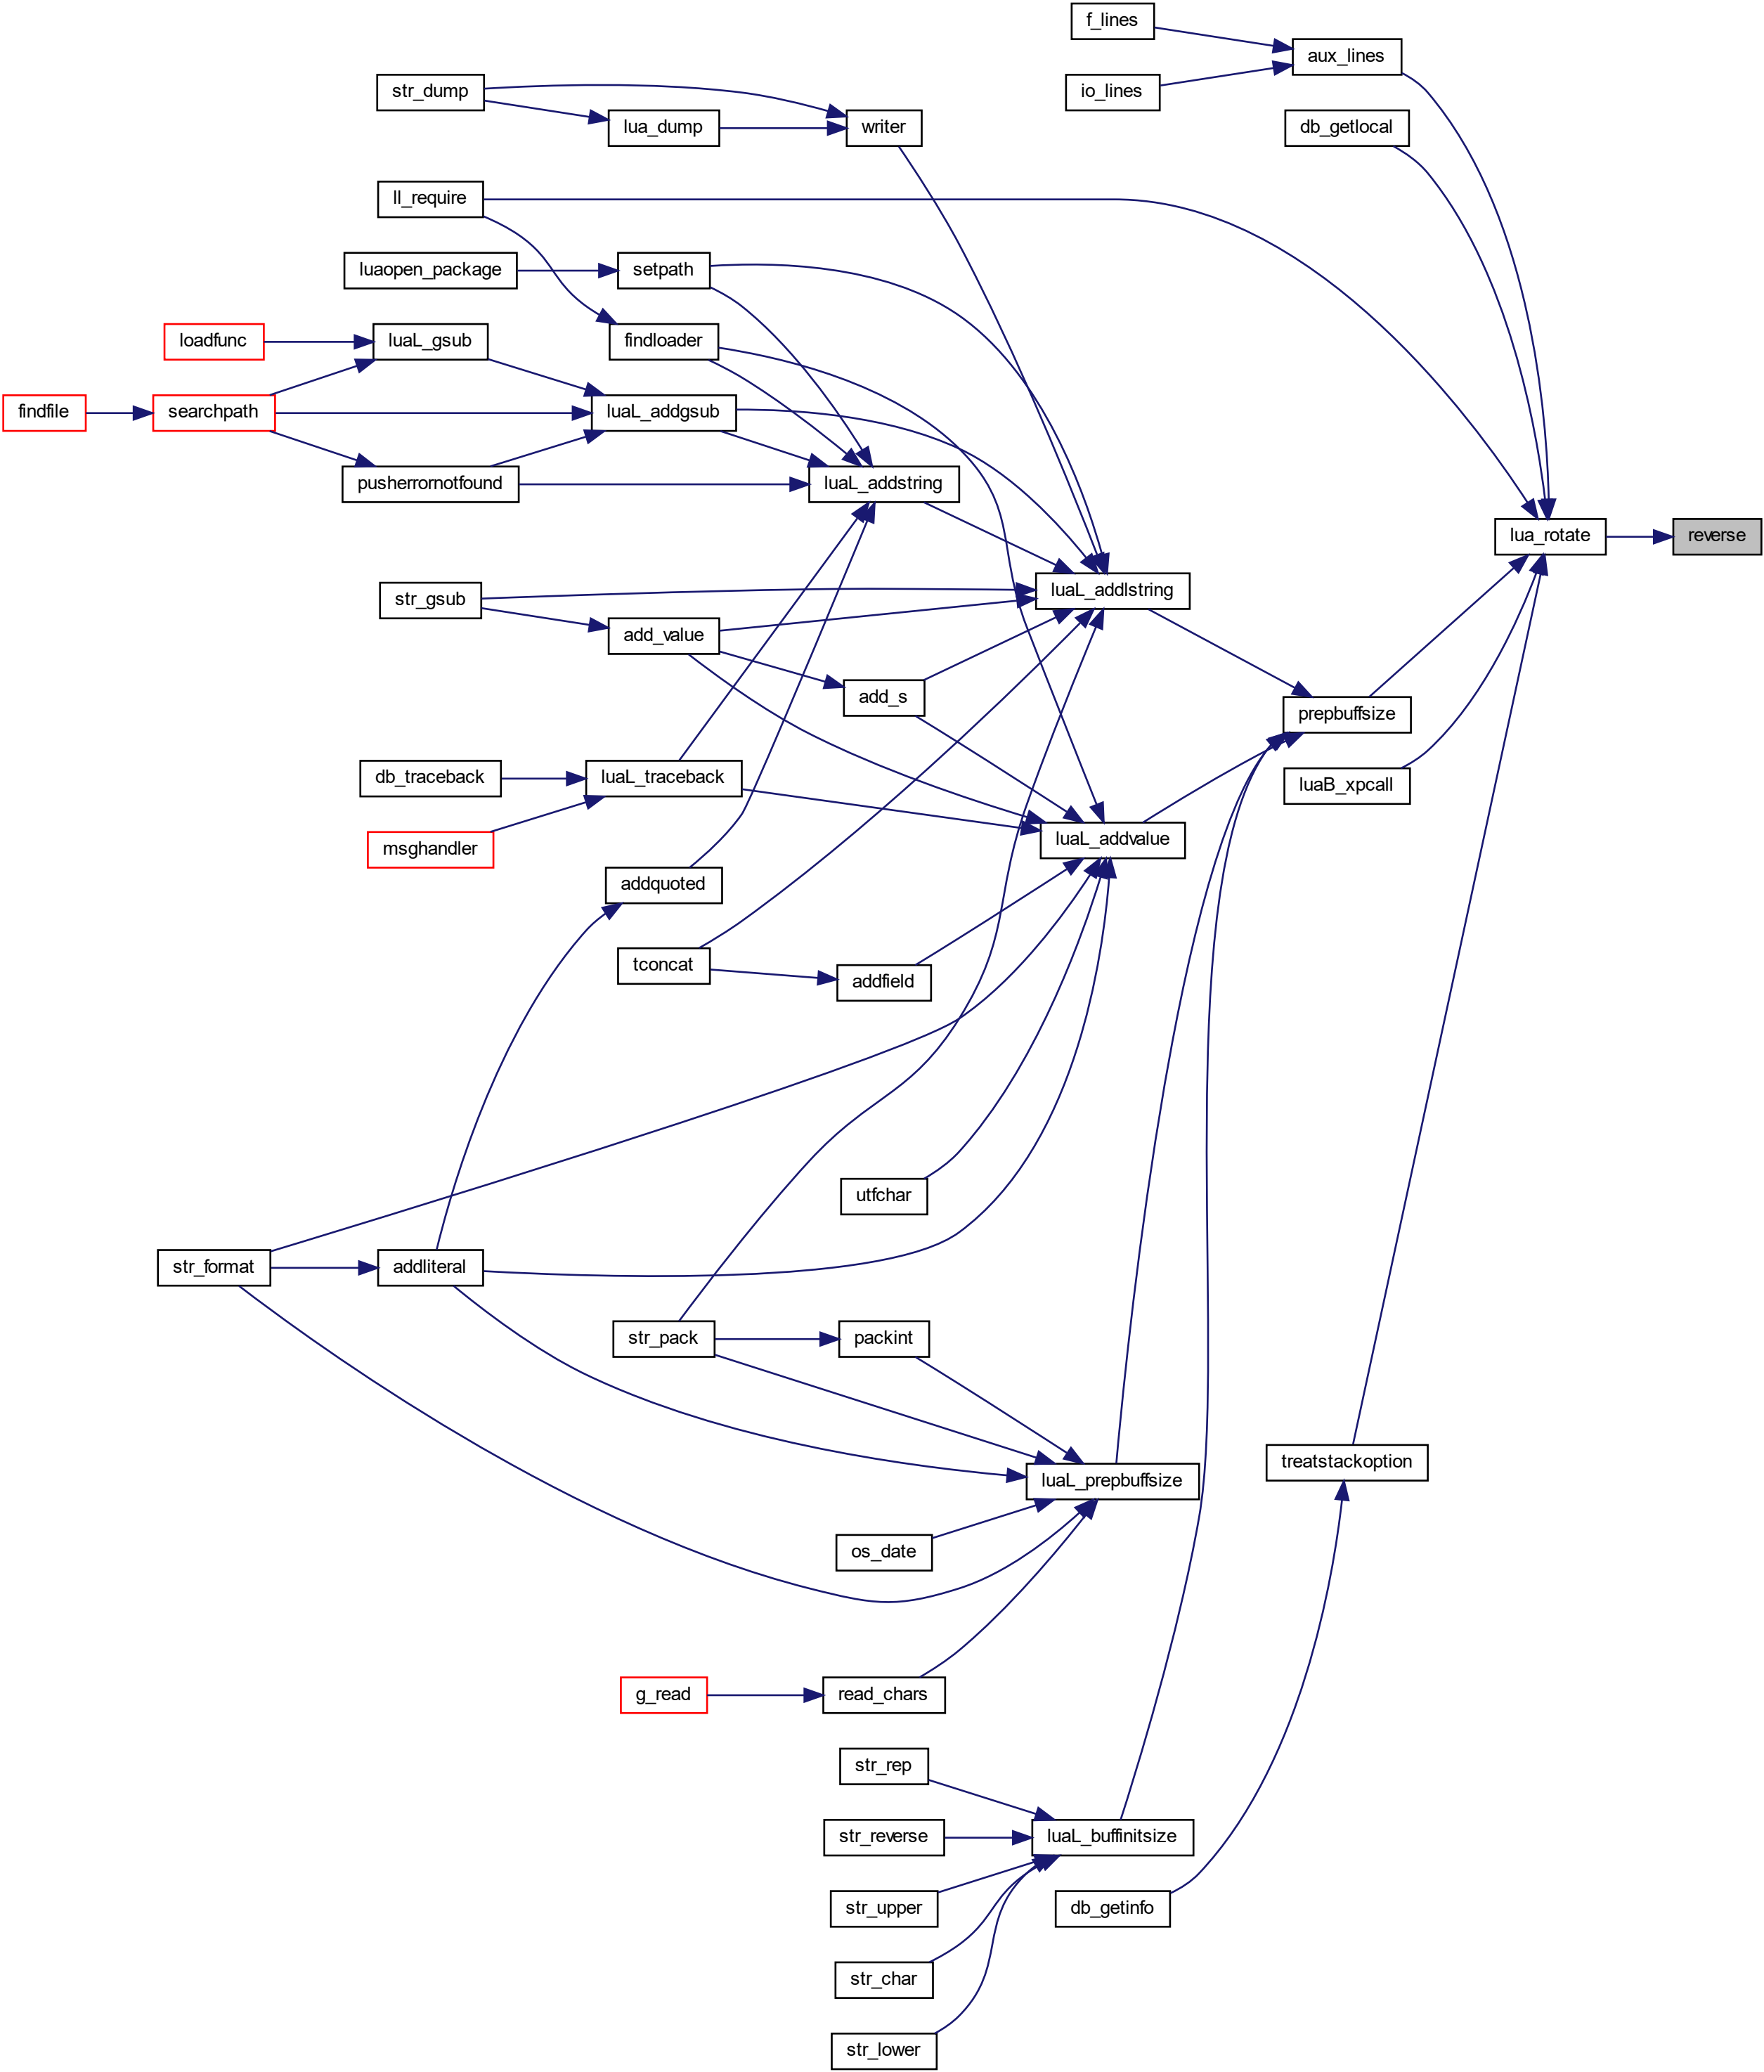 f_lines
aux_lines
str_dump
io_lines
lua_dump
writer
db_getlocal
ll_require
luaopen_package
setpath
loadfunc
luaL_gsub
findloader
findfile
searchpath
luaL_addgsub
pusherrornotfound
luaL_addstring
lua_rotate
reverse
str_gsub
luaL_addlstring
add_value
add_s
prepbuffsize
db_traceback
luaL_traceback
luaB_xpcall
msghandler
luaL_addvalue
addquoted
tconcat
addfield
utfchar
str_format
addliteral
str_pack
packint
treatstackoption
luaL_prepbuffsize
os_date
g_read
read_chars
str_rep
str_reverse
luaL_buffinitsize
str_upper
db_getinfo
str_char
str_lower